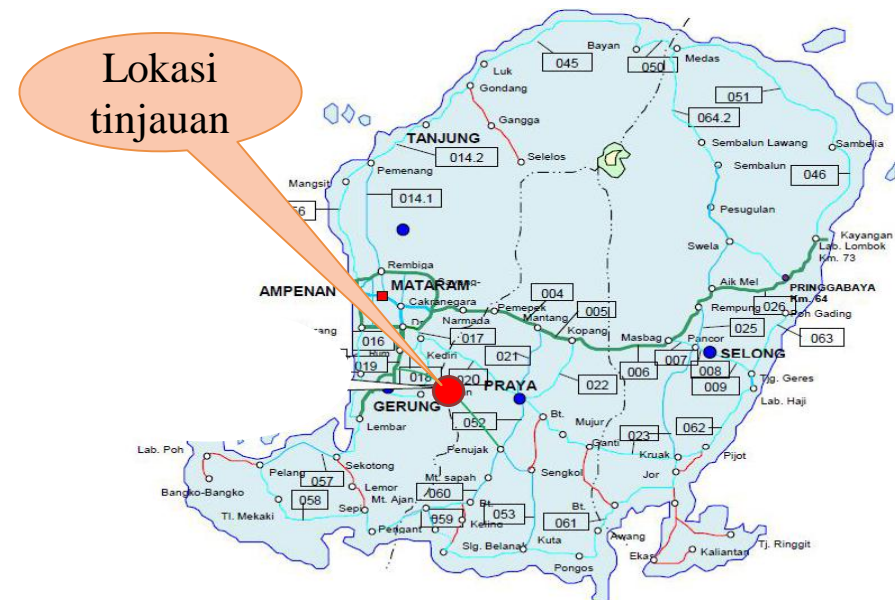 Lokasi
tinjauan
Bayan
045
050
Medas
Luk
Gondang
051
064.2
Gangga
TANJUNG
014.2
Selelos
Sembalun Lawang
Sambelia
Pemenang
Sembalun
046
Mangsit
014.1
Pesugulan
Swela
Kayangan
Lab. Lombok
Km. 73
Rembiga
AMPENAN
MATARAM
Cakranegara
004
Aik Mel
PRINGGABAYA
Km. 64
Narmada
Pemepek
Mantang
005
Rempung
026
Poh Gading
016
017
Kopang
Masbag
Pancor
025
063
019
Kediri
021
006
007
SELONG
018
020
PRAYA
022
008
009
Tjg. Geres
Lab. Haji
GERUNG
052
Bt.
Lembar
Mujur
023
062
Ganti
Lab. Poh
Penujak
Kruak
Pijot
Pelang
Sekotong
Sengkol
Jor
057
Mt. sapah
Bangko-Bangko
Lemor
060
058
Mt. Ajan
Bt.
053
Bt.
Tl. Mekaki
Sepi
059
Keling
061
Pengant
Awang
Tj. Ringgit
Slg. Belanak
Kuta
Ekas
Kaliantan
Pongos